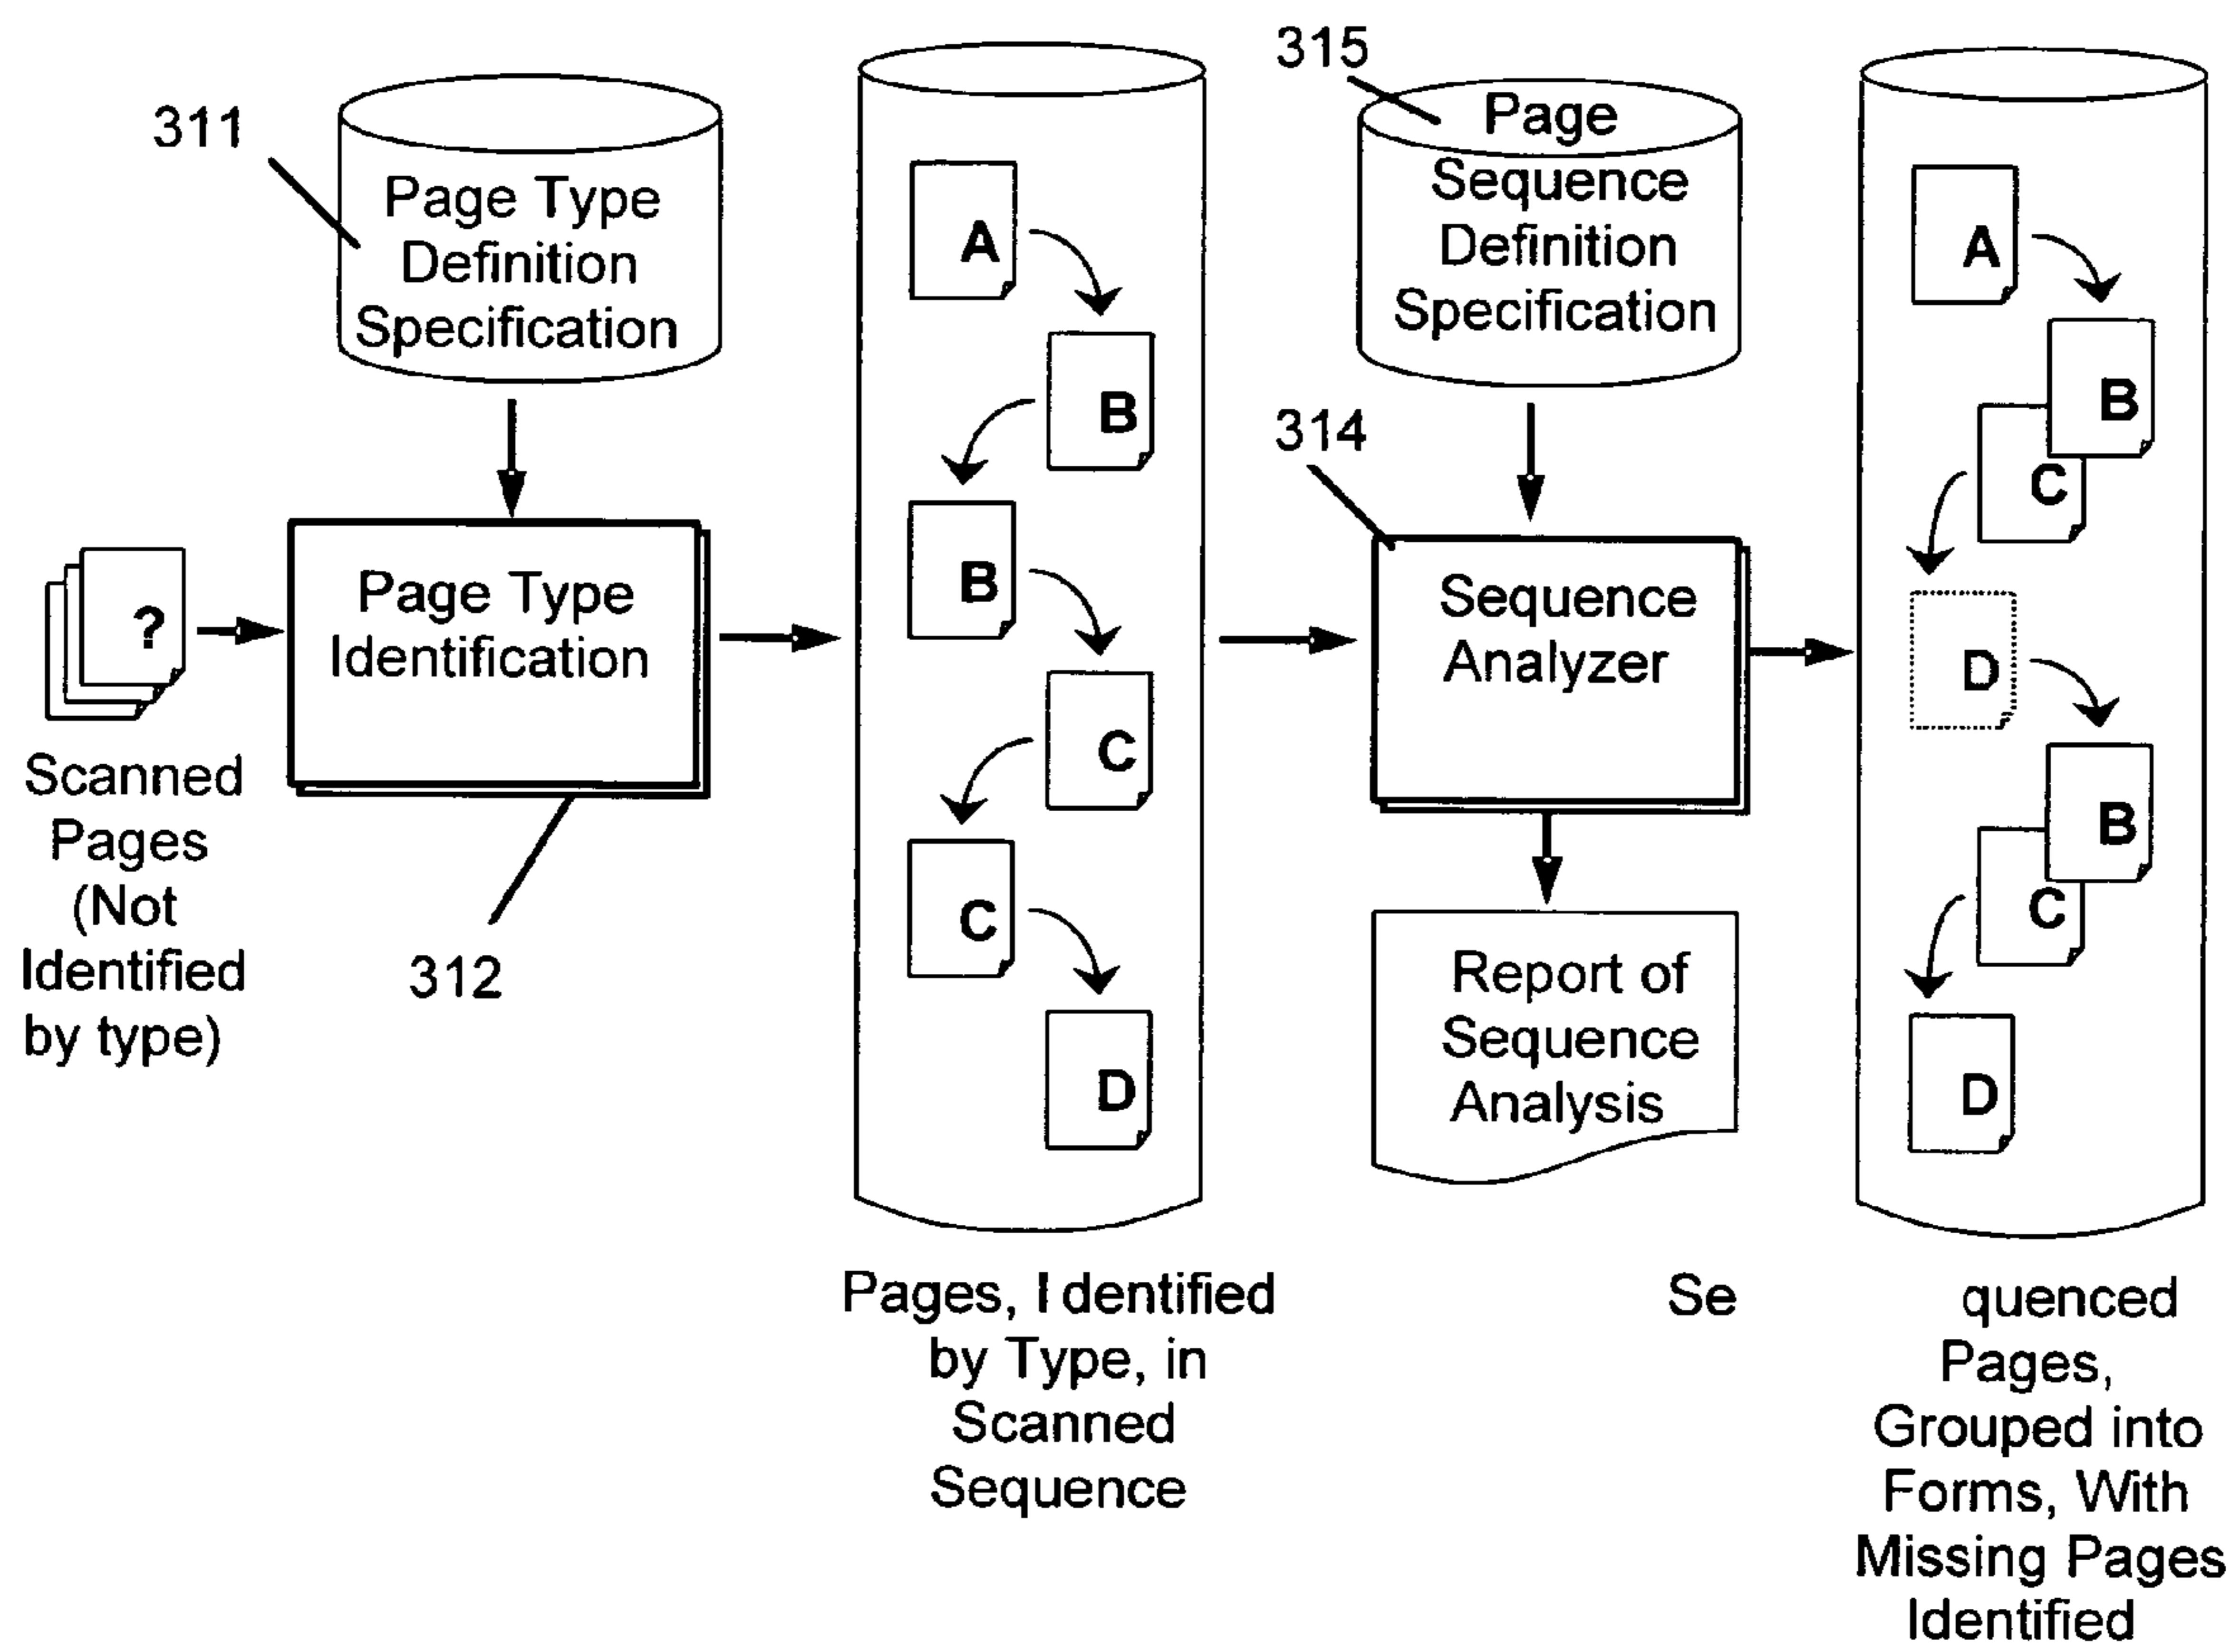 311
Page Type
Definition
Specification
?
Scanned
Pages
(Not
Identified
by type)
Page Type
Identification
312
A
B
B
C
C
D
Pages, Identified
by Type, in
Scanned
Sequence
315
Page
Sequence
Definition
Specification
314
Sequence
Analyzer
Report of
Sequence
Analysis
A
B
C
D
B
C
D
Se quenced
Pages,
Grouped into
Forms, With
Missing Pages
Identified